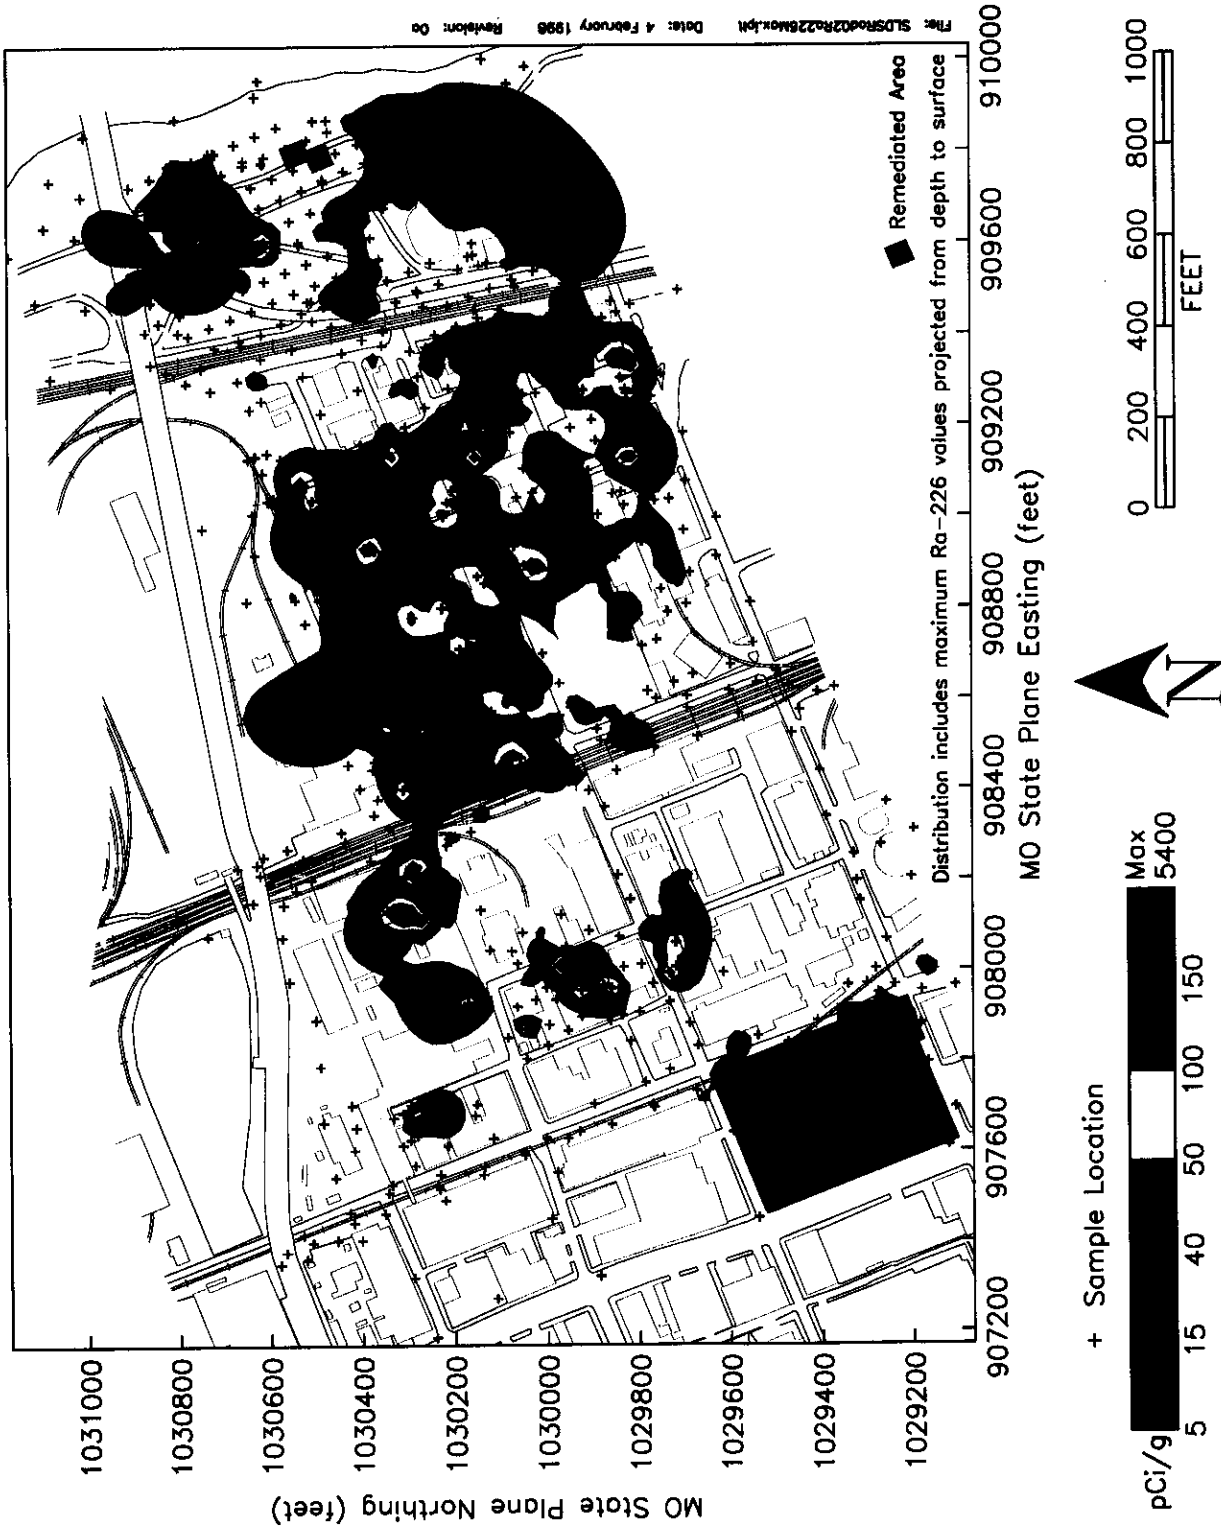 File: SLDSRod02Ra226Max.jplt Date: 4 February 1998 Revision: 0a
1031000
1030800
1030600
1030400
1030200
1030000
1029800
1029600
1029400
1029200
MO State Plane Northing (feet)
Remediated Area
Distribution includes maximum Ra-226 values projected from depth to surface
907200 907600 908000 908400 908800 909200 909600 910000
MO State Plane Easting (feet)
+ Sample Location
Max
pCi/g 5 15 40 50 100 150 5400
N
0 200 400 600 800 1000
FEET